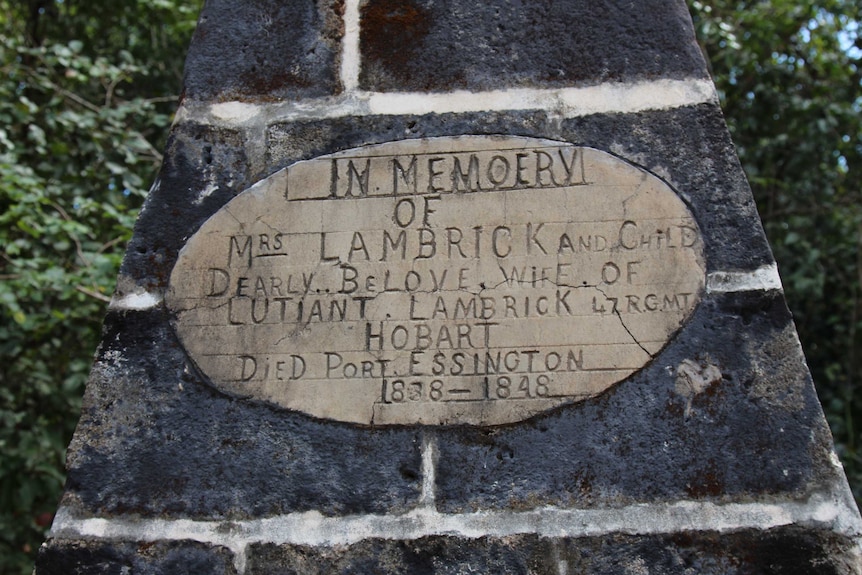 IN MEMOERY
OF
MRS LAMBRICK AND CHILD
DEARLY.. BELOVE. WIFE. OF
LUTIANT. LAMBRICK 47 RGMT
HOBART
DIED PORT. ESSINGTON
1838—1848